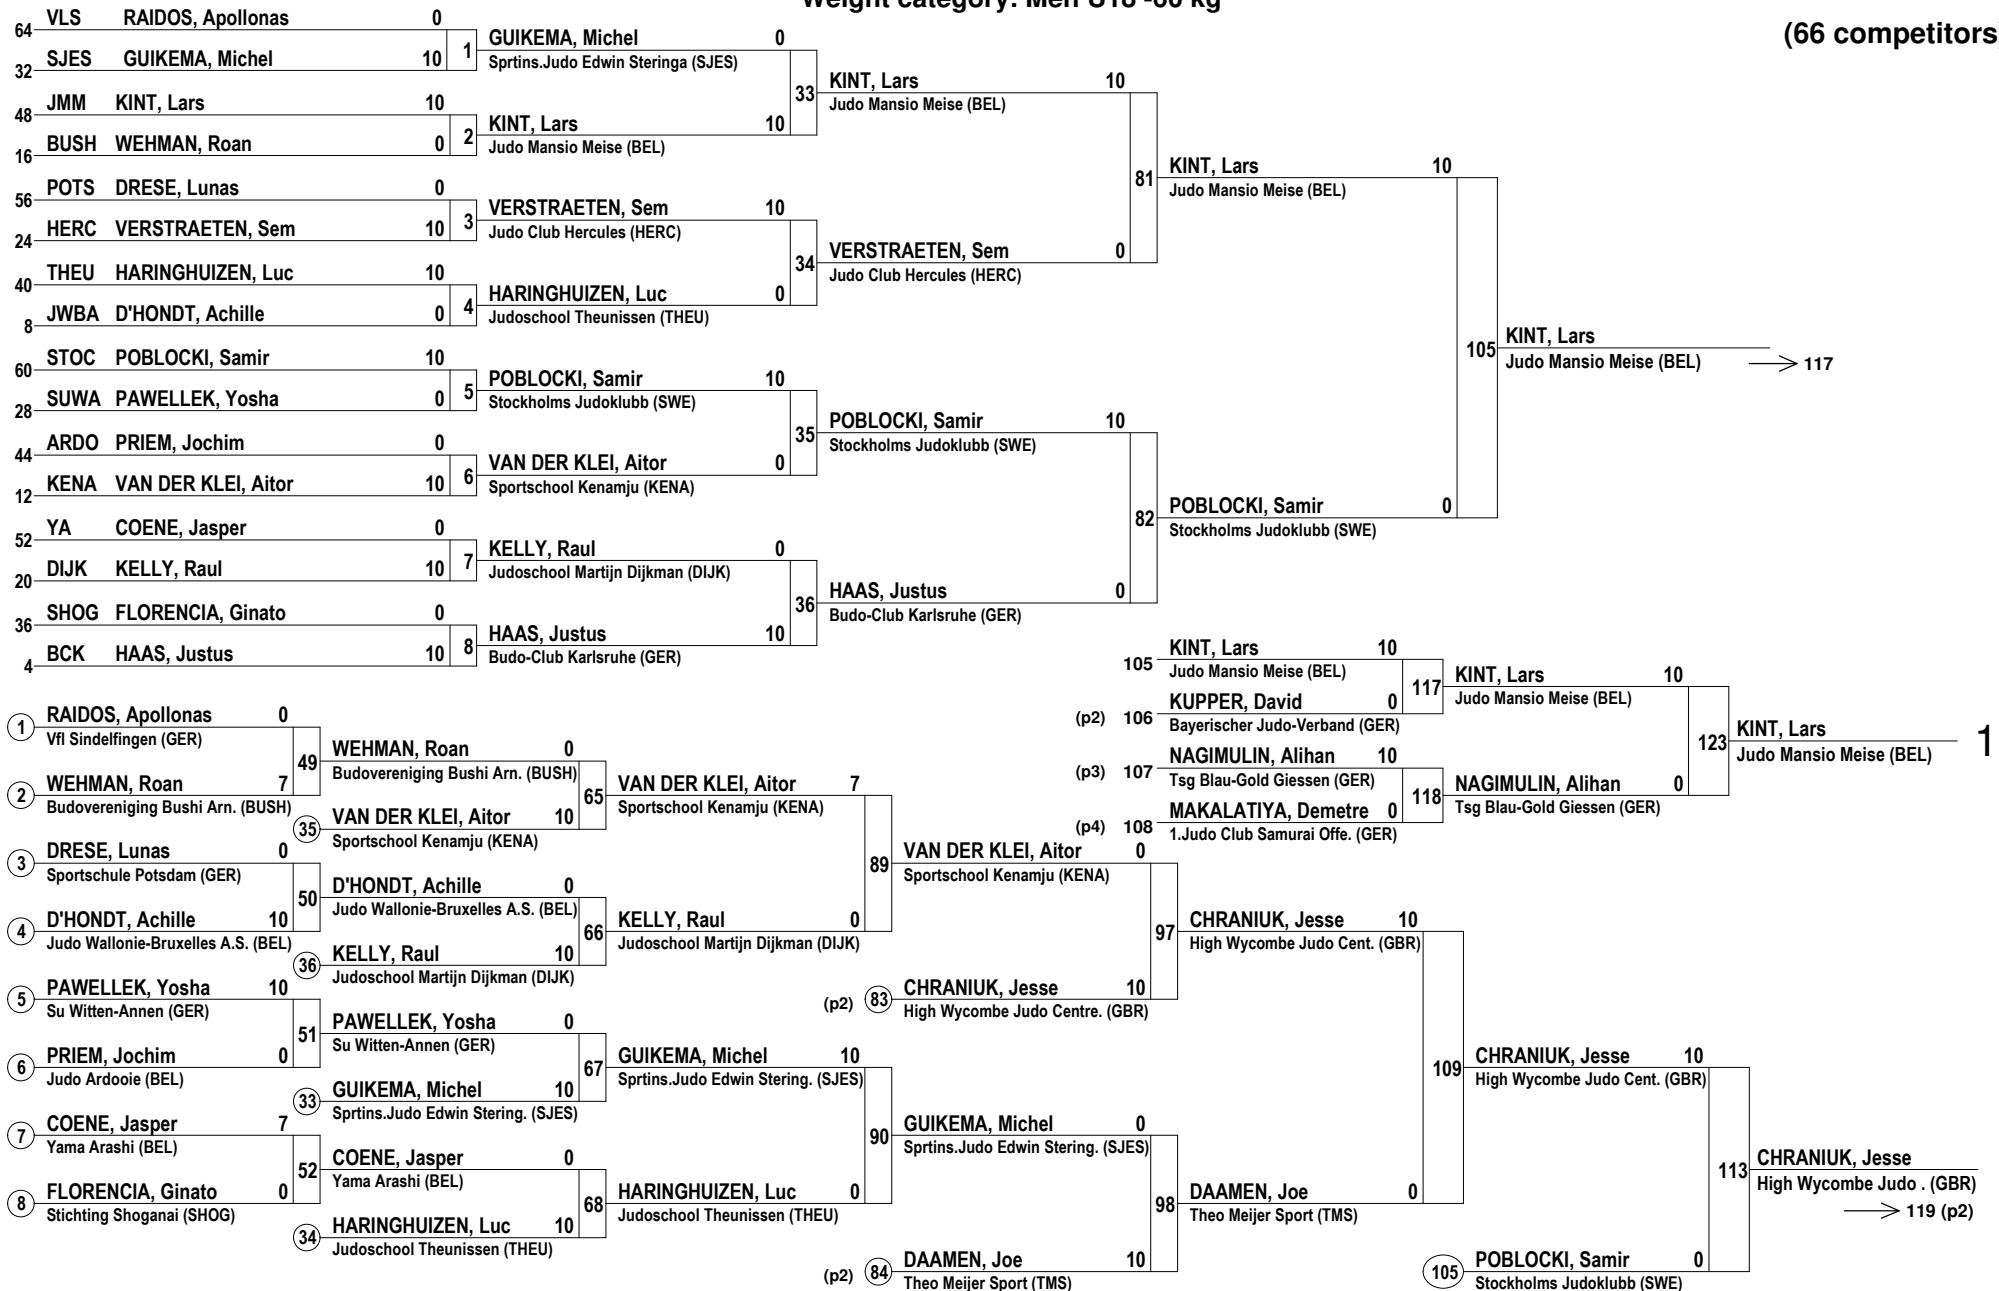 Weight category: Men U18 -66 kg
(66 competitors
64 VLS RAIDOS, Apollonas 0
32 SJES GUIKEMA, Michel 10
1
48 JMM KINT, Lars 10
16 BUSH WEHMAN, Roan 0
2
56 POTS DRESE, Lunas 0
24 HERC VERSTRAETEN, Sem 10
3
40 THEU HARINGHUIZEN, Luc 10
8 JWBA D'HONDT, Achille 0
4
60 STOC POBLOCKI, Samir 10
28 SUWA PAWELLEK, Yosha 0
5
44 ARDO PRIEM, Jochim 0
12 KENA VAN DER KLEI, Aitor 10
6
52 YA COENE, Jasper 0
20 DIJK KELLY, Raul 10
7
36 SHOG FLORENCIA, Ginato 0
4 BCK HAAS, Justus 10
8
GUIKEMA, Michel 0
Sprtins.Judo Edwin Steringa (SJES)
33
KINT, Lars 10
Judo Mansio Meise (BEL)
VERSTRAETEN, Sem 10
Judo Club Hercules (HERC)
34
HARINGHUIZEN, Luc 0
Judoschool Theunissen (THEU)
POBLOCKI, Samir 10
Stockholms Judoklubb (SWE)
35
VAN DER KLEI, Aitor 0
Sportschool Kenamju (KENA)
KELLY, Raul 0
Judoschool Martijn Dijkman (DIJK)
36
HAAS, Justus 10
Budo-Club Karlsruhe (GER)
KINT, Lars 10
Judo Mansio Meise (BEL)
81
VERSTRAETEN, Sem 0
Judo Club Hercules (HERC)
POBLOCKI, Samir 10
Stockholms Judoklubb (SWE)
82
HAAS, Justus 0
Budo-Club Karlsruhe (GER)
KINT, Lars 10
Judo Mansio Meise (BEL)
105
POBLOCKI, Samir 0
Stockholms Judoklubb (SWE)
KINT, Lars
Judo Mansio Meise (BEL)
117
105 KINT, Lars 10
Judo Mansio Meise (BEL)
117
(p2) 106 KUPPER, David 0
Bayerischer Judo-Verband (GER)
(p3) 107 NAGIMULIN, Alihan 10
Tsg Blau-Gold Giessen (GER)
118
(p4) 108 MAKALATIYA, Demetre 0
1.Judo Club Samurai Offe. (GER)
KINT, Lars 10
Judo Mansio Meise (BEL)
123
NAGIMULIN, Alihan 0
Tsg Blau-Gold Giessen (GER)
KINT, Lars
Judo Mansio Meise (BEL)
1
1 RAIDOS, Apollonas 0
Vfl Sindelfingen (GER)
49
2 WEHMAN, Roan 7
Budovereniging Bushi Arn. (BUSH)
3 DRESE, Lunas 0
Sportschule Potsdam (GER)
50
4 D'HONDT, Achille 10
Judo Wallonie-Bruxelles A.S. (BEL)
5 PAWELLEK, Yosha 10
Su Witten-Annen (GER)
51
6 PRIEM, Jochim 0
Judo Ardooie (BEL)
7 COENE, Jasper 7
Yama Arashi (BEL)
52
8 FLORENCIA, Ginato 0
Stichting Shoganai (SHOG)
WEHMAN, Roan 0
Budovereniging Bushi Arn. (BUSH)
65
35 VAN DER KLEI, Aitor 10
Sportschool Kenamju (KENA)
D'HONDT, Achille 0
Judo Wallonie-Bruxelles A.S. (BEL)
66
36 KELLY, Raul 10
Judoschool Martijn Dijkman (DIJK)
PAWELLEK, Yosha 0
Su Witten-Annen (GER)
67
33 GUIKEMA, Michel 10
Sprtins.Judo Edwin Stering. (SJES)
COENE, Jasper 0
Yama Arashi (BEL)
68
34 HARINGHUIZEN, Luc 10
Judoschool Theunissen (THEU)
VAN DER KLEI, Aitor 7
Sportschool Kenamju (KENA)
89
KELLY, Raul 0
Judoschool Martijn Dijkman (DIJK)
GUIKEMA, Michel 10
Sprtins.Judo Edwin Stering. (SJES)
90
HARINGHUIZEN, Luc 0
Judoschool Theunissen (THEU)
VAN DER KLEI, Aitor 0
Sportschool Kenamju (KENA)
97
(p2) 83 CHRANIUK, Jesse 10
High Wycombe Judo Centre. (GBR)
GUIKEMA, Michel 0
Sprtins.Judo Edwin Stering. (SJES)
98
(p2) 84 DAAMEN, Joe 10
Theo Meijer Sport (TMS)
CHRANIUK, Jesse 10
High Wycombe Judo Cent. (GBR)
109
DAAMEN, Joe 0
Theo Meijer Sport (TMS)
CHRANIUK, Jesse 10
High Wycombe Judo Cent. (GBR)
113
105 POBLOCKI, Samir 0
Stockholms Judoklubb (SWE)
CHRANIUK, Jesse
High Wycombe Judo . (GBR)
119 (p2)